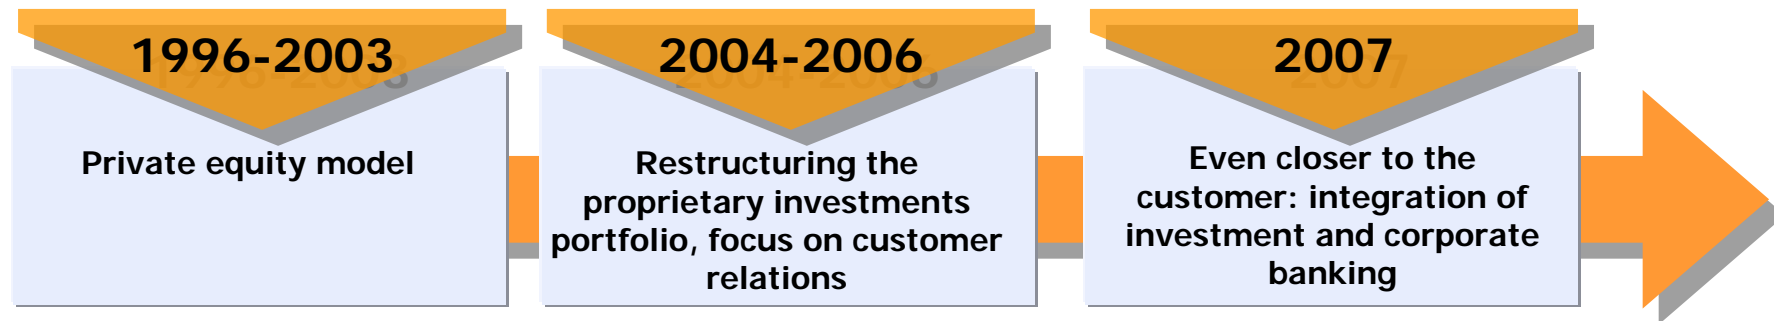 1996-2003
Private equity model
2004-2006
Restructuring the
proprietary investments
portfolio, focus on customer
relations
2007
Even closer to the
customer: integration of
investment and corporate
banking